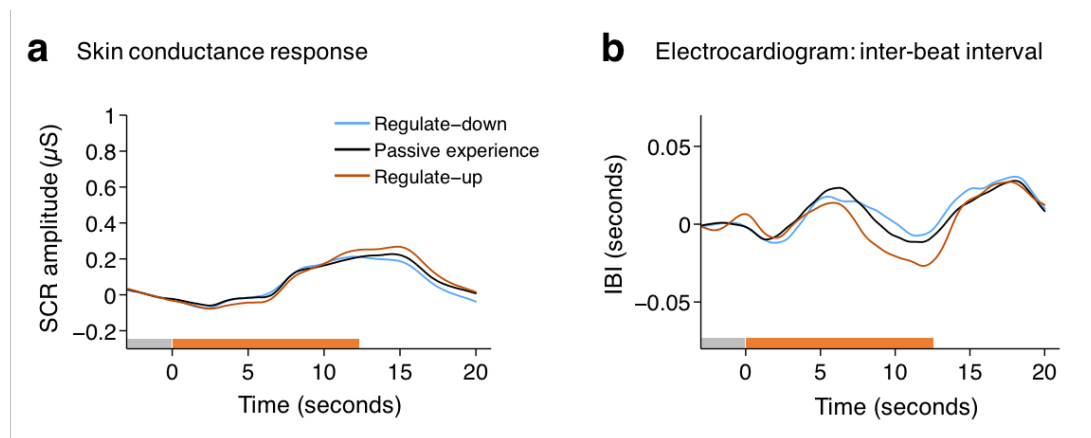 a Skin conductance response
1
0.8
0.6
0.4
0.2
0
−0.2
SCR amplitude (µS)
Regulate−down
Passive experience
Regulate−up
0 5 10 15 20
Time (seconds)
b Electrocardiogram: inter-beat interval
0.05
0
−0.05
IBI (seconds)
0 5 10 15 20
Time (seconds)